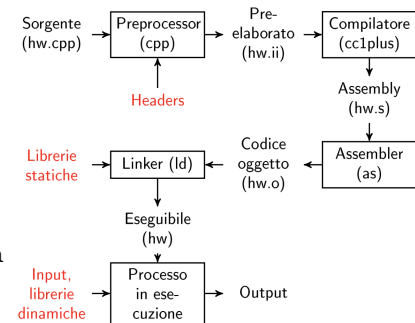 Sorgente
(hw.cpp)
Preprocessor
(cpp)
Pre-
elaborato
(hw.ii)
Compilatore
(cc1plus)
Headers
Assembly
(hw.s)
Librerie
statiche
Linker (ld)
Codice
oggetto
(hw.o)
Assembler
(as)
Eseguibile
(hw)
Input,
librerie
dinamiche
Processo
in ese-
cuzione
Output